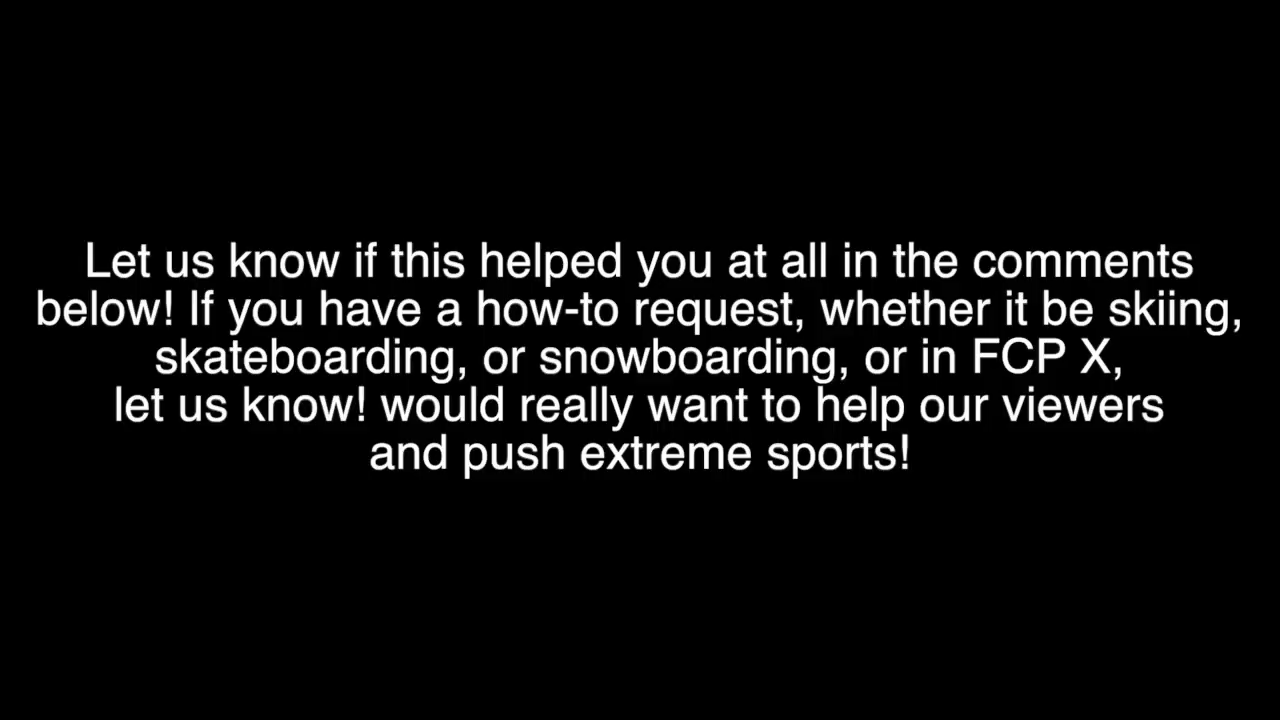 Let us know if this helped you at all in the comments
below! If you have a how-to request, whether it be skiing,
skateboarding, or snowboarding, or in FCP X,
let us know! would really want to help our viewers
and push extreme sports!